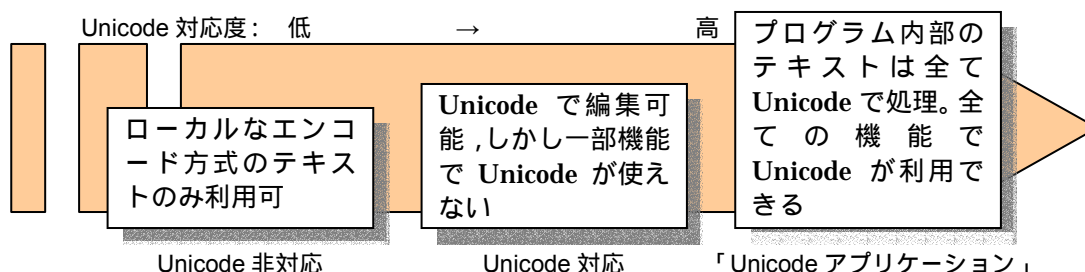 Unicode 対応度： 低 → 高
ローカルなエンコ
ード方式のテキス
トのみ利用可
Unicode で編集可
能，しかし一部機能
で Unicode が使え
ない
プログラム内部の
テキストは全て
Unicode で処理。全
ての機能で
Unicode が利用で
きる
Unicode 非対応
Unicode 対応
「Unicode アプリケーション」